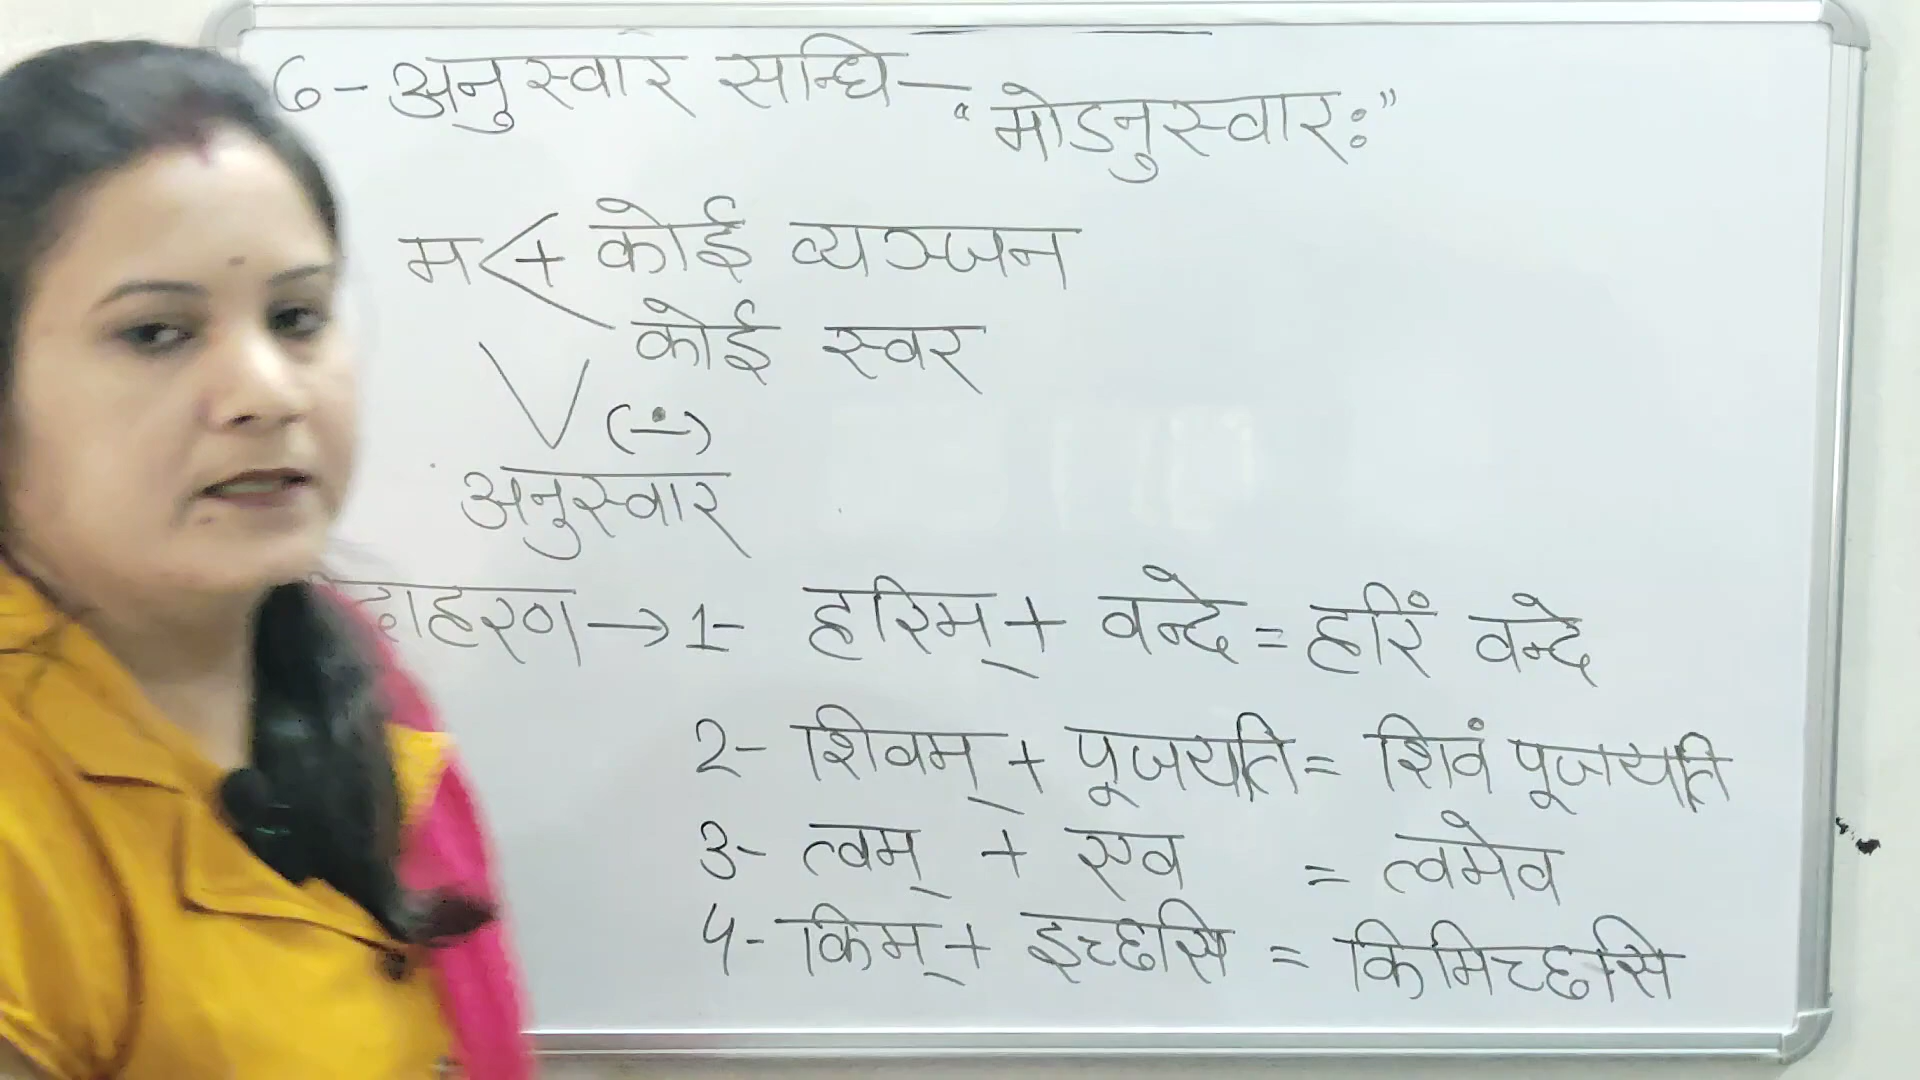 6- अनुस्वार सन्धि — "मोडनुस्वारः"
म < + कोई व्यञ्जन
कोई स्वर
(∸)
अनुस्वार
दाहरण → 1- हरिम् + वन्दे = हरिं वन्दे
2- शिवम् + पूजयति = शिवं पूजयति
3- त्वम् + एव = त्वमेव
4- किम् + इच्छसि = किमिच्छसि